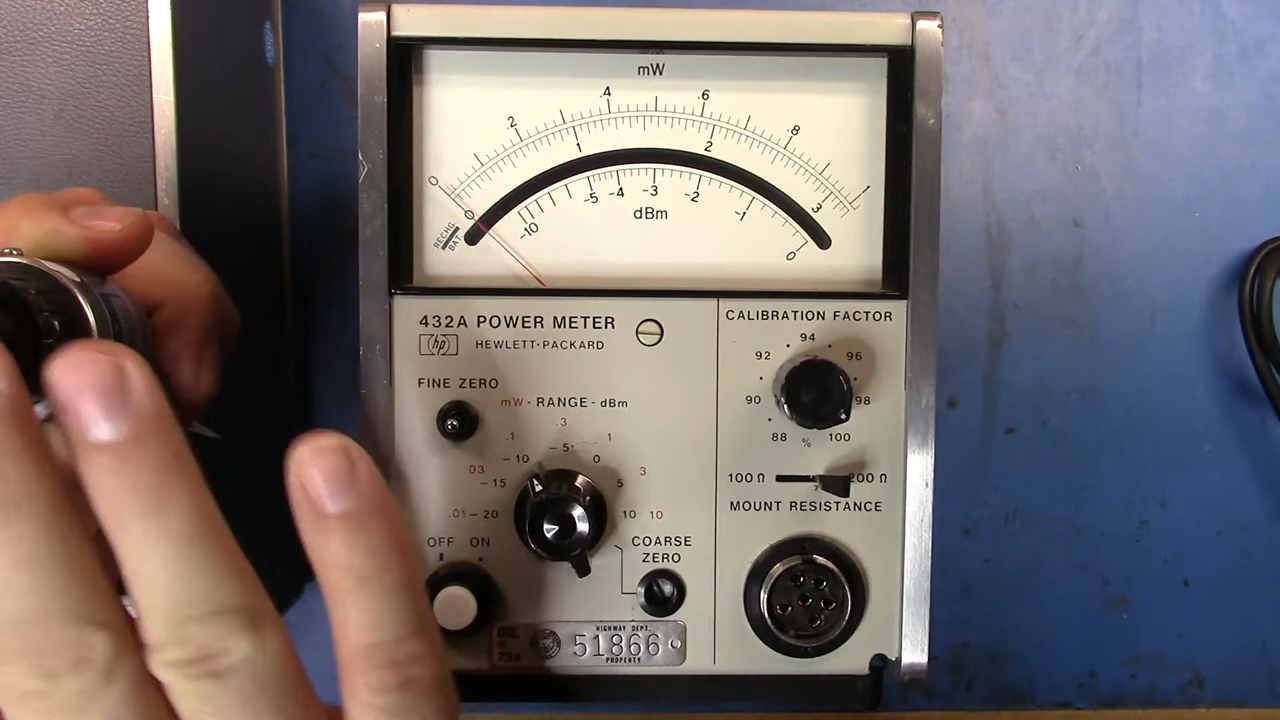 mW
0 .2 .4 .6 .8 1
0 1 2 3
RECHG
BAT
-10 -5 -4 -3 -2 -1 0
dBm
432A POWER METER
hp HEWLETT·PACKARD
FINE ZERO
mW - RANGE - dBm
.3
.1 -5 1
-10 0
03 3
-15 5
.01 -20 10 10
OFF ON
COARSE
ZERO
CALIBRATION FACTOR
94
92 96
90 98
88 % 100
100 Ω 200 Ω
MOUNT RESISTANCE
HIGHWAY DEPT.
51866
734
PROPERTY